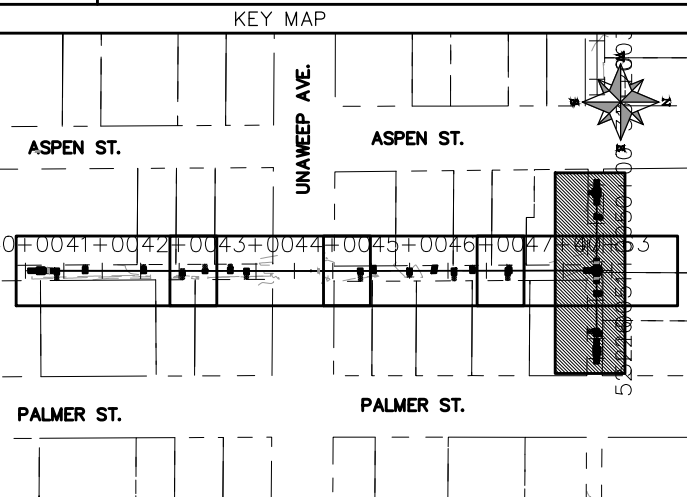 KEY MAP
UNAWEEP AVE.
ASPEN ST.
ASPEN ST.
0+0041+0042+0043+0044+0045+0046+0047+
PALMER ST.
PALMER ST.